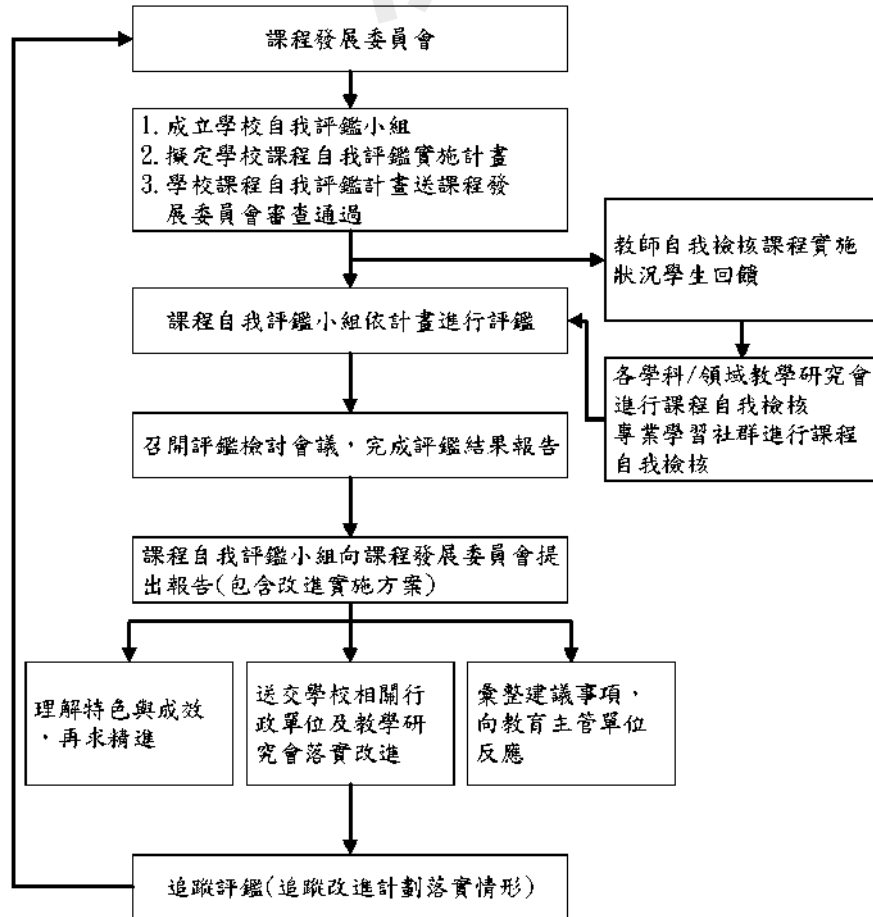 課程發展委員會
1. 成立學校自我評鑑小組
2. 擬定學校課程自我評鑑實施計畫
3. 學校課程自我評鑑計畫送課程發
展委員會審查通過
教師自我檢核課程實施
狀況學生回饋
課程自我評鑑小組依計畫進行評鑑
各學科/領域教學研究會
進行課程自我檢核
專業學習社群進行課程
自我檢核
召開評鑑檢討會議，完成評鑑結果報告
課程自我評鑑小組向課程發展委員會提
出報告(包含改進實施方案)
理解特色與成效
，再求精進
送交學校相關行
政單位及教學研
究會落實改進
彙整建議事項，
向教育主管單位
反應
追蹤評鑑(追蹤改進計劃落實情形)